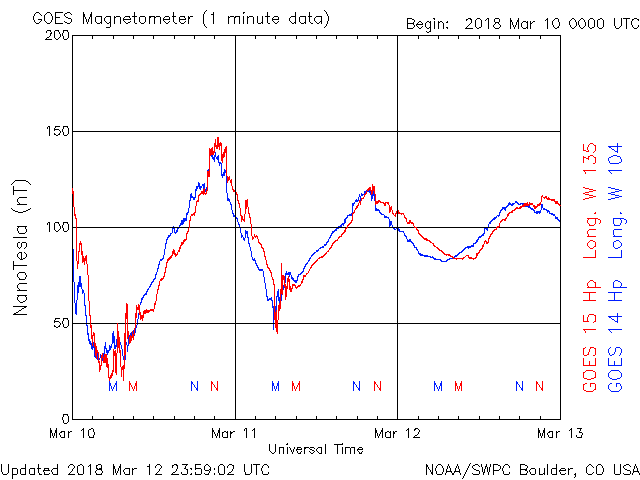 GOES Magnetometer (1 minute data)
Begin: 2018 Mar 10 0000 UTC
200
150
100
50
0
NanoTesla (nT)
M M N N M M N N M M N N
Mar 10 Mar 11 Mar 12 Mar 13
Universal Time
GOES 15 Hp Long. W 135
GOES 14 Hp Long. W 104
Updated 2018 Mar 12 23:59:02 UTC
NOAA/SWPC Boulder, CO USA